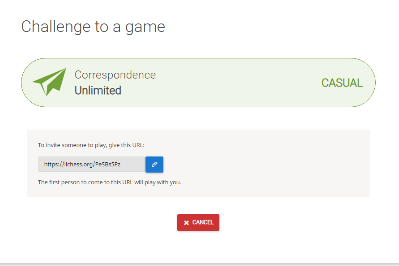 Challenge to a game
Correspondence
Unlimited
CASUAL
To invite someone to play, give this URL:
https://lichess.org/PeSBs5Pz
The first person to come to this URL will play with you.
CANCEL